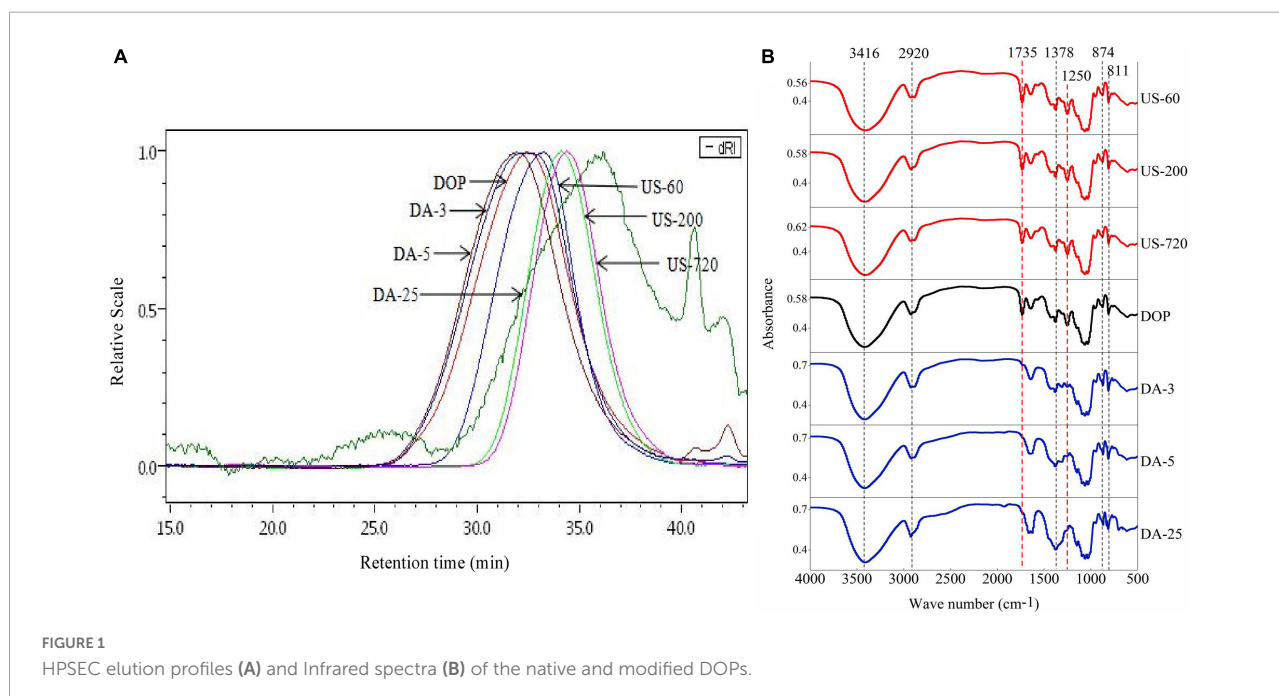 A
1.0
0.5
0.0
Relative Scale
– dRI
DOP
DA-3
DA-5
DA-25
US-60
US-200
US-720
15.0 20.0 25.0 30.0 35.0 40.0
Retention time (min)
B
3416 2920 1735 1378 874
1250 811
0.56
0.4
US-60
0.58
0.4
US-200
0.62
0.4
US-720
0.58
0.4
DOP
0.7
0.4
DA-3
0.7
0.4
DA-5
0.7
0.4
DA-25
Absorbance
4000 3500 3000 2000 1500 1000 500
Wave number (cm-1)
FIGURE 1
HPSEC elution profiles (A) and Infrared spectra (B) of the native and modified DOPs.